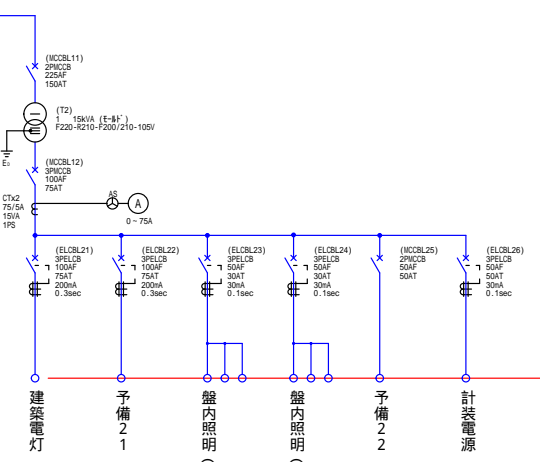 (MCCBL11)
2PMCCB
225AF
150AT
(T2)
1 15kVA (ﾓｰﾙﾄﾞ)
F220-R210-F200/210-105V
(MCCBL12)
3PMCCB
100AF
75AT
CTx2
75/5A
15VA
1PS
AS
A
0~75A
(ELCBL21)
3PELCB
100AF
75AT
200mA
0.3sec
(ELCBL22)
3PELCB
100AF
75AT
200mA
0.3sec
(ELCBL23)
3PELCB
50AF
30AT
30mA
0.1sec
(ELCBL24)
3PELCB
50AF
30AT
30mA
0.1sec
(MCCBL25)
2PMCCB
50AF
50AT
(ELCBL26)
3PELCB
50AF
50AT
30mA
0.1sec
建築電灯
予備21
盤内照明
盤内照明
予備22
計装電源